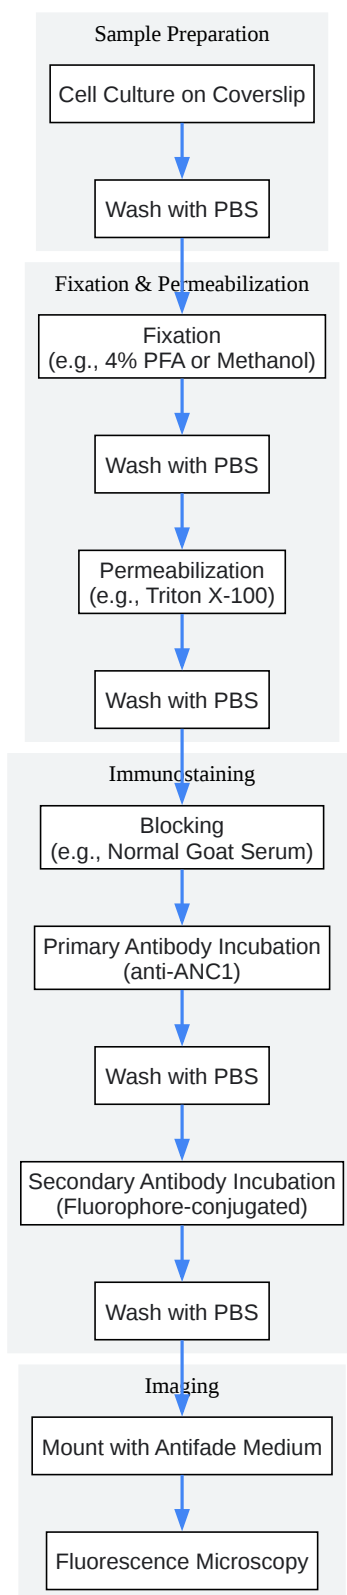 Sample Preparation
Cell Culture on Coverslip
Wash with PBS
Fixation & Permeabilization
Fixation
(e.g., 4% PFA or Methanol)
Wash with PBS
Permeabilization
(e.g., Triton X-100)
Wash with PBS
Immunostaining
Blocking
(e.g., Normal Goat Serum)
Primary Antibody Incubation
(anti-ANC1)
Wash with PBS
Secondary Antibody Incubation
(Fluorophore-conjugated)
Wash with PBS
Imaging
Mount with Antifade Medium
Fluorescence Microscopy